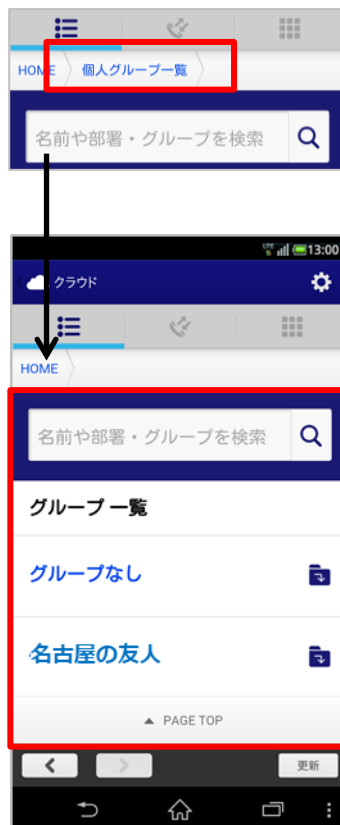 HOME 個人グループ一覧
名前や部署・グループを検索
LTE 13:00
クラウド
HOME
名前や部署・グループを検索
グループ 一覧
グループなし
名古屋の友人
▲ PAGE TOP
更新